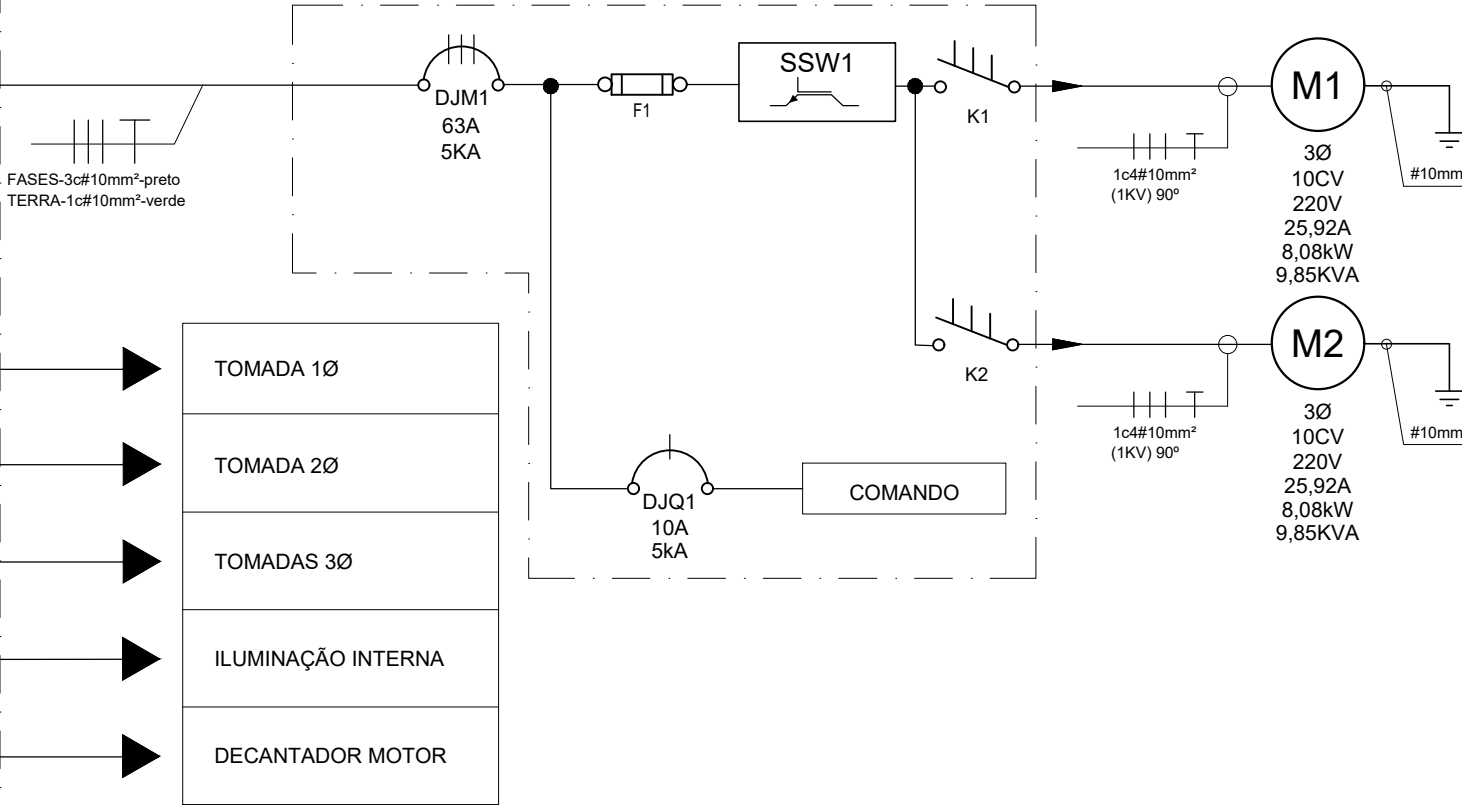 SSW1
DJM1
63A
5KA
F1
K1
M1
FASES-3c#10mm²-preto
TERRA-1c#10mm²-verde
1c4#10mm²
(1KV) 90º
#10mm
3Ø
10CV
220V
25,92A
8,08kW
9,85KVA
K2
M2
1c4#10mm²
(1KV) 90º
#10mm
3Ø
10CV
220V
25,92A
8,08kW
9,85KVA
DJQ1
10A
5kA
COMANDO
TOMADA 1Ø
TOMADA 2Ø
TOMADAS 3Ø
ILUMINAÇÃO INTERNA
DECANTADOR MOTOR